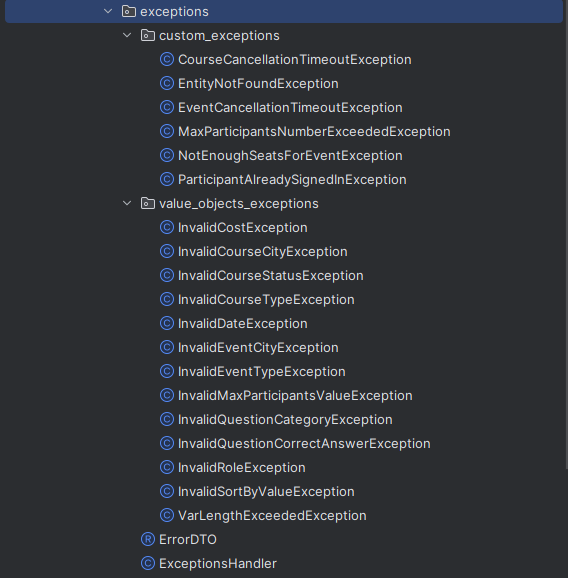 exceptions
custom_exceptions
CourseCancellationTimeoutException
EntityNotFoundException
EventCancellationTimeoutException
MaxParticipantsNumberExceededException
NotEnoughSeatsForEventException
ParticipantAlreadySignedInException
value_objects_exceptions
InvalidCostException
InvalidCourseCityException
InvalidCourseStatusException
InvalidCourseTypeException
InvalidDateException
InvalidEventCityException
InvalidEventTypeException
InvalidMaxParticipantsValueException
InvalidQuestionCategoryException
InvalidQuestionCorrectAnswerException
InvalidRoleException
InvalidSortByValueException
VarLengthExceededException
ErrorDTO
ExceptionsHandler